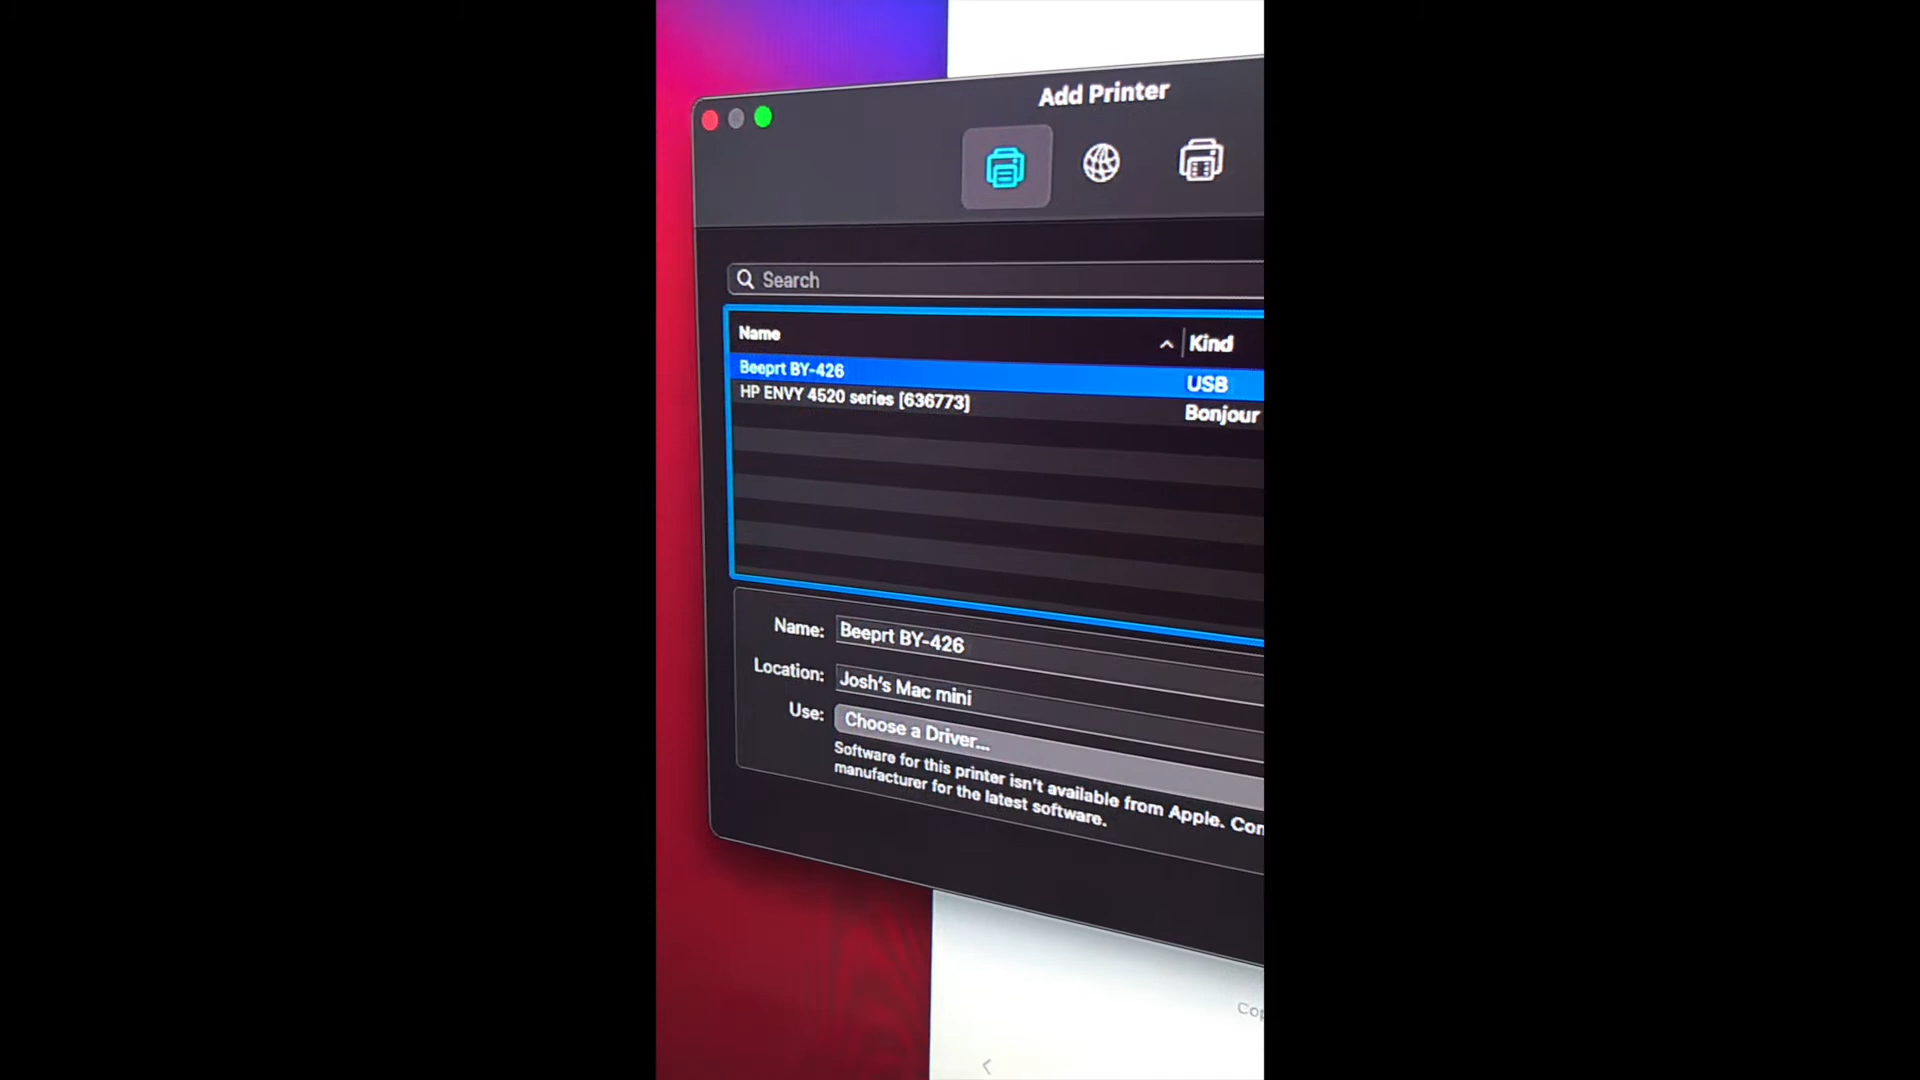 Add Printer
Search
Name
Kind
Beeprt BY-426
USB
HP ENVY 4520 series [636773]
Bonjour
Name: Beeprt BY-426
Location: Josh's Mac mini
Use: Choose a Driver...
Software for this printer isn't available from Apple. Con
manufacturer for the latest software.
Cop